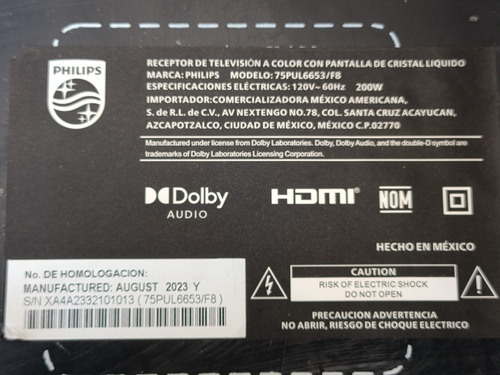 PHILIPS
RECEPTOR DE TELEVISIÓN A COLOR CON PANTALLA DE CRISTAL LIQUIDO
MARCA: PHILIPS MODELO: 75PUL6653/F8
ESPECIFICACIONES ELÉCTRICAS: 120V~ 60Hz 200W
IMPORTADOR: COMERCIALIZADORA MÉXICO AMERICANA,
S. de R.L. de C.V., AV NEXTENGO NO.78, COL. SANTA CRUZ ACAYUCAN,
AZCAPOTZALCO, CIUDAD DE MÉXICO, MÉXICO C.P.02770
Manufactured under license from Dolby Laboratories. Dolby, Dolby Audio, and the double-D symbol are
trademarks of Dolby Laboratories Licensing Corporation.
Dolby
AUDIO
HDMI
NOM
HECHO EN MÉXICO
No. DE HOMOLOGACION:
MANUFACTURED: AUGUST 2023 Y
S/N XA4A2332101013 ( 75PUL6653/F8 )
CAUTION
RISK OF ELECTRIC SHOCK
DO NOT OPEN
PRECAUCION ADVERTENCIA
NO ABRIR, RIESGO DE CHOQUE ELECTRICO